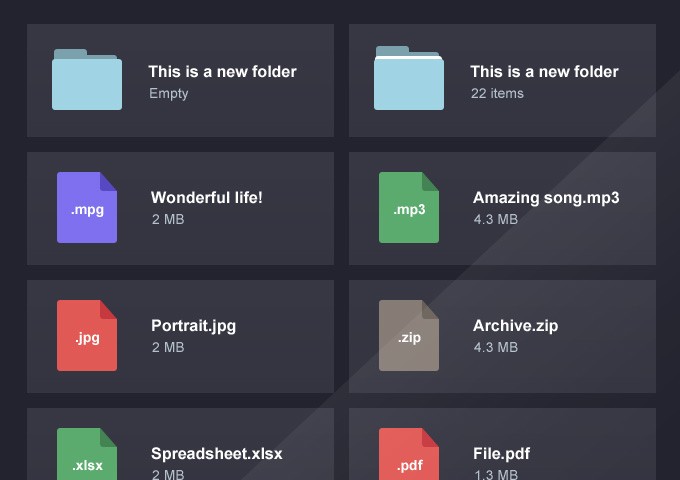 This is a new folder
Empty
This is a new folder
22 items
.mpg
Wonderful life!
2 MB
.mp3
Amazing song.mp3
4.3 MB
.jpg
Portrait.jpg
2 MB
.zip
Archive.zip
4.3 MB
.xlsx
Spreadsheet.xlsx
2 MB
.pdf
File.pdf
1.3 MB